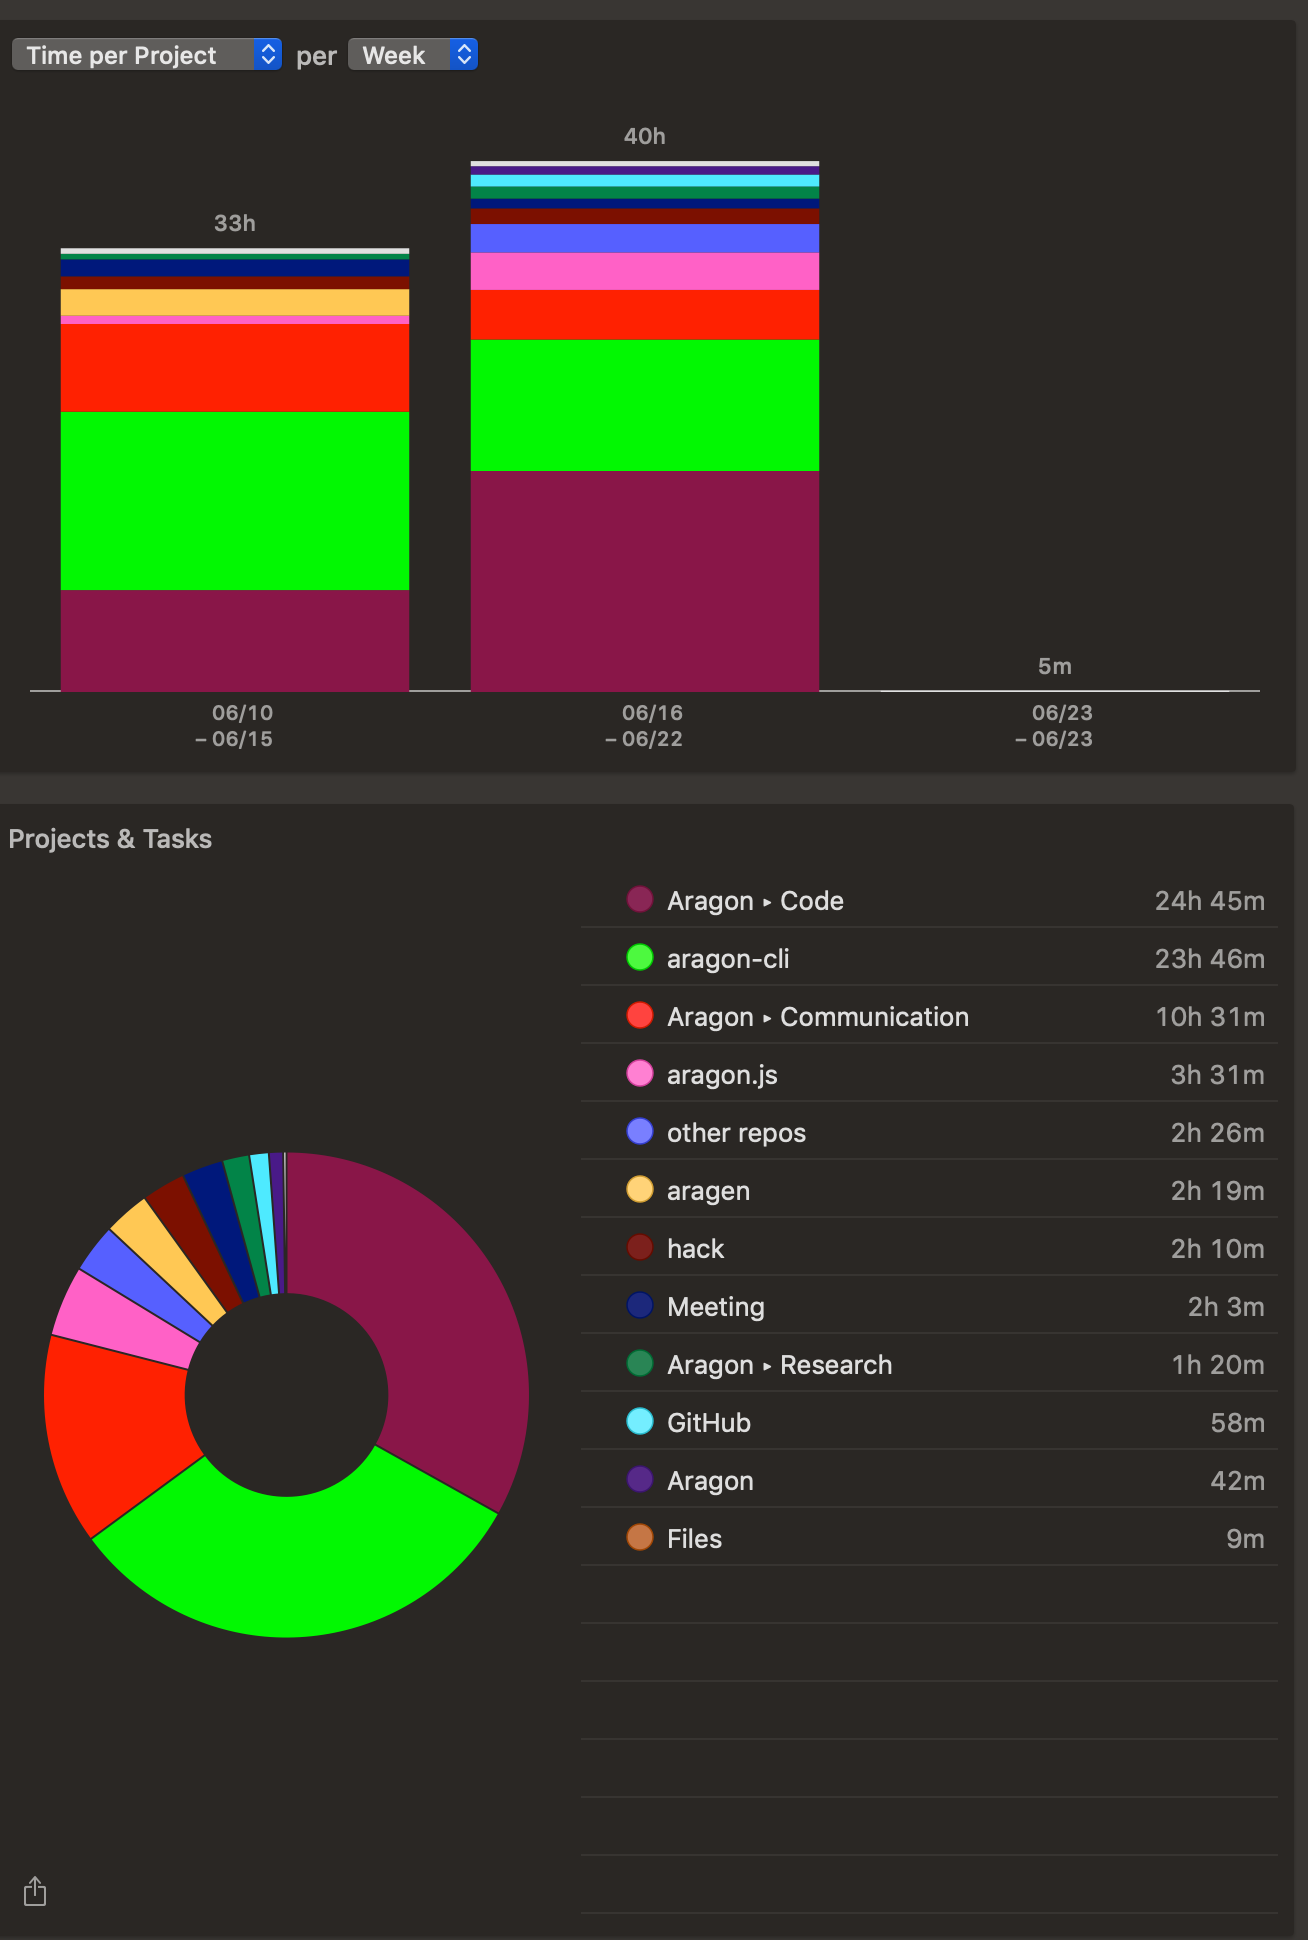 Time per Project per Week
40h
33h
5m
06/10 06/16 06/23
– 06/15 – 06/22 – 06/23
Projects & Tasks
Aragon ▸ Code 24h 45m
aragon-cli 23h 46m
Aragon ▸ Communication 10h 31m
aragon.js 3h 31m
other repos 2h 26m
aragen 2h 19m
hack 2h 10m
Meeting 2h 3m
Aragon ▸ Research 1h 20m
GitHub 58m
Aragon 42m
Files 9m